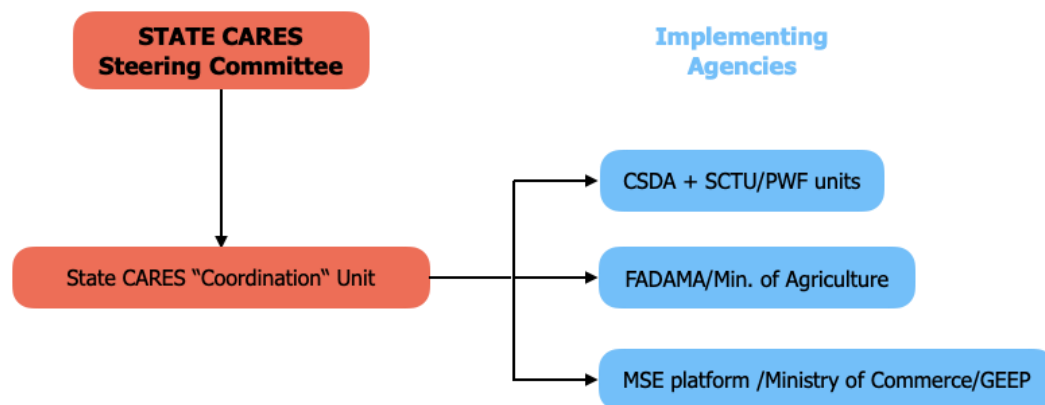 STATE CARES
Steering Committee
Implementing
Agencies
CSDA + SCTU/PWF units
State CARES "Coordination" Unit
FADAMA/Min. of Agriculture
MSE platform /Ministry of Commerce/GEEP